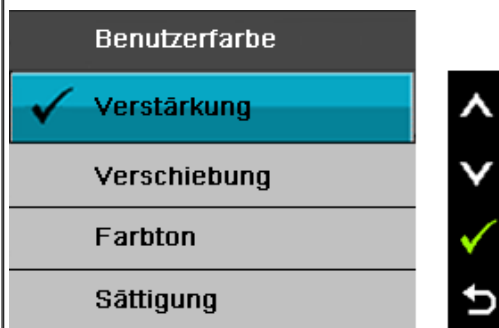 Benutzerfarbe
Verstärkung
Verschiebung
Farbton
Sättigung